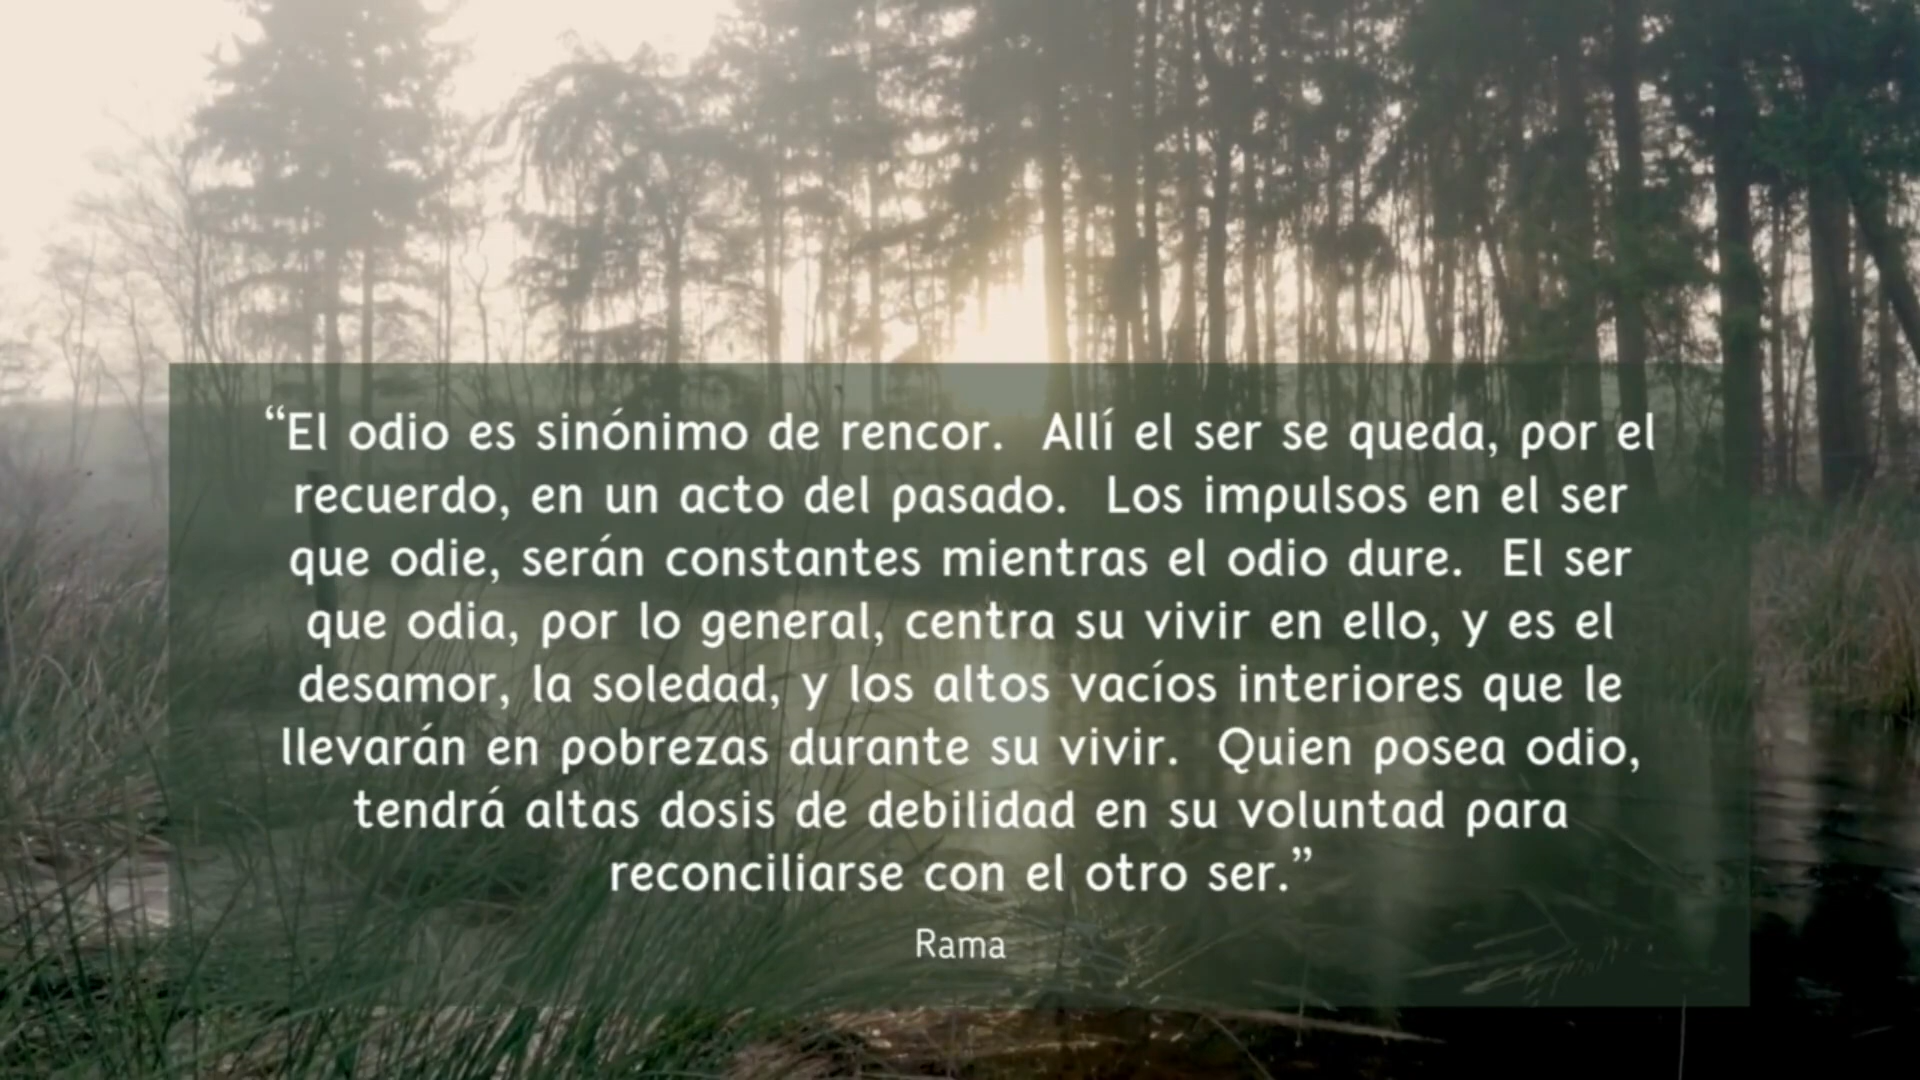 “El odio es sinónimo de rencor.  Allí el ser se queda, por el
recuerdo, en un acto del pasado.  Los impulsos en el ser
que odie, serán constantes mientras el odio dure.  El ser
que odia, por lo general, centra su vivir en ello, y es el
desamor, la soledad, y los altos vacíos interiores que le
llevarán en pobrezas durante su vivir.  Quien posea odio,
tendrá altas dosis de debilidad en su voluntad para
reconciliarse con el otro ser.”
Rama